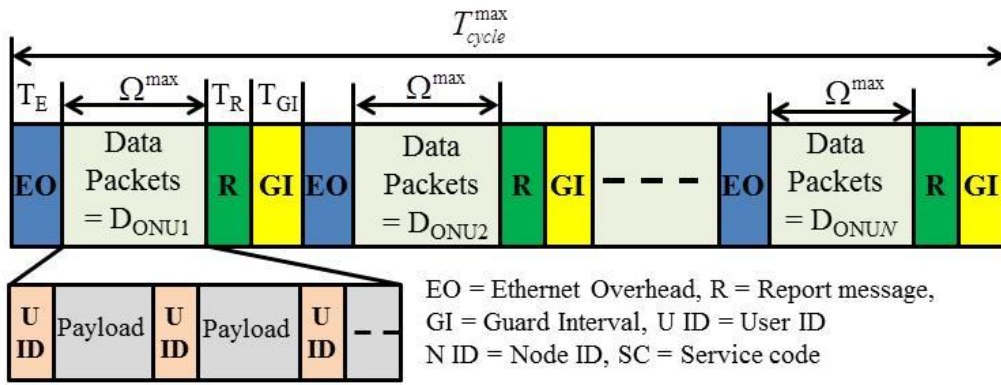 T_cycle^max
T_E Ω^max T_R T_GI Ω^max Ω^max
EO Data Packets = D_ONU1 R GI EO Data Packets = D_ONU2 R GI EO Data Packets = D_ONUN R GI
U ID Payload U ID Payload U ID
EO = Ethernet Overhead, R = Report message,
GI = Guard Interval, U ID = User ID
N ID = Node ID, SC = Service code